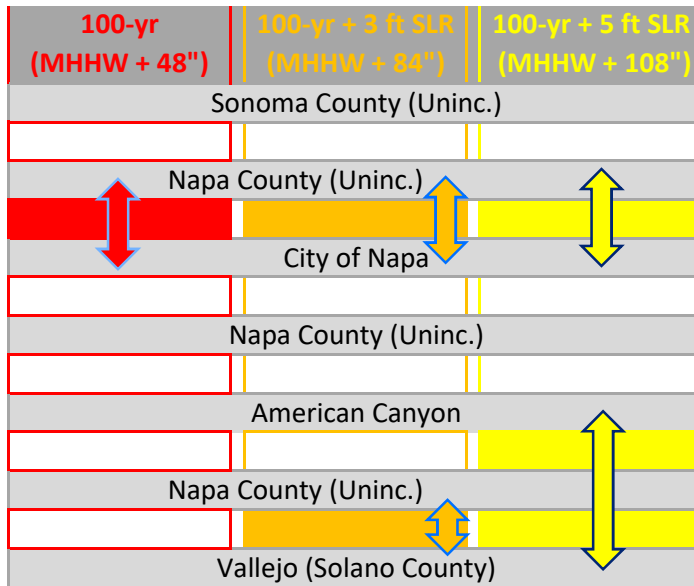 100-yr
(MHHW + 48")
100-yr + 3 ft SLR
(MHHW + 84")
100-yr + 5 ft SLR
(MHHW + 108")
Sonoma County (Uninc.)
Napa County (Uninc.)
City of Napa
Napa County (Uninc.)
American Canyon
Napa County (Uninc.)
Vallejo (Solano County)